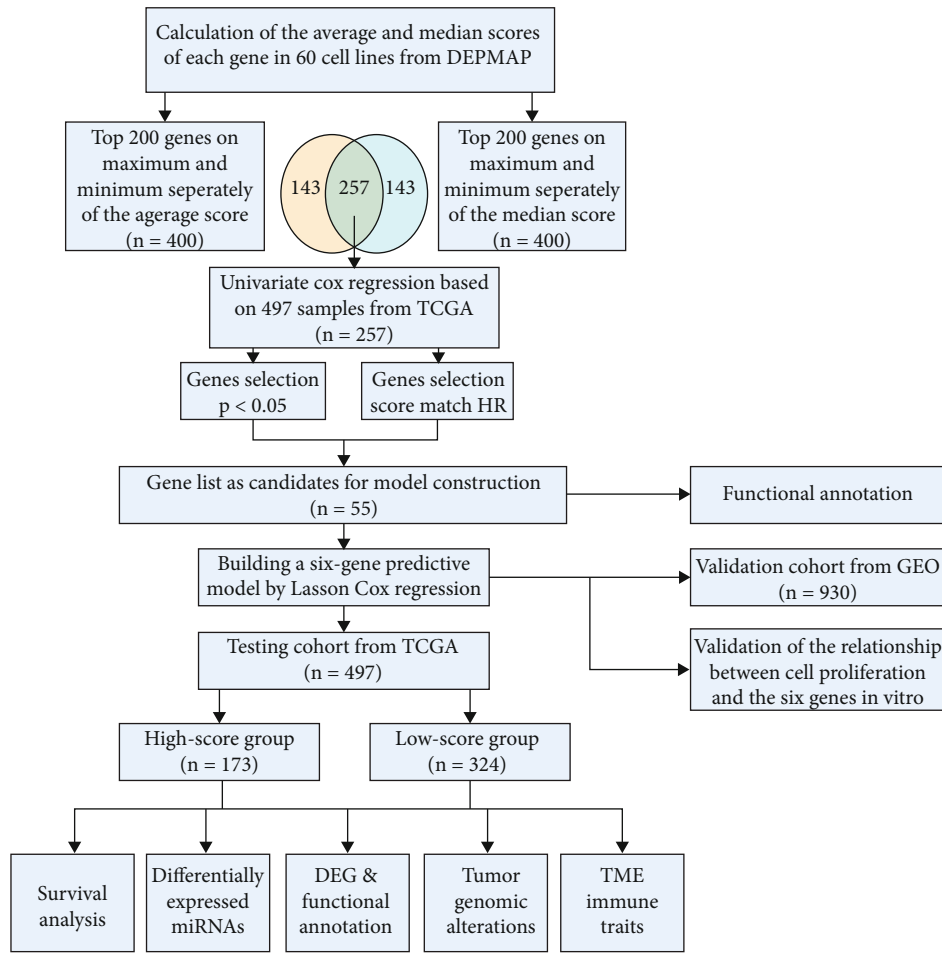 Calculation of the average and median scores
of each gene in 60 cell lines from DEPMAP
Top 200 genes on
maximum and
minimum seperately
of the agerage score
(n = 400)
143
257
143
Top 200 genes on
maximum and
minimum seperately
of the median score
(n = 400)
Univariate cox regression based
on 497 samples from TCGA
(n = 257)
Genes selection
p < 0.05
Genes selection
score match HR
Gene list as candidates for model construction
(n = 55)
Functional annotation
Building a six-gene predictive
model by Lasson Cox regression
Validation cohort from GEO
(n = 930)
Validation of the relationship
between cell proliferation
and the six genes in vitro
Testing cohort from TCGA
(n = 497)
High-score group
(n = 173)
Low-score group
(n = 324)
Survival
analysis
Differentially
expressed
miRNAs
DEG &
functional
annotation
Tumor
genomic
alterations
TME
immune
traits